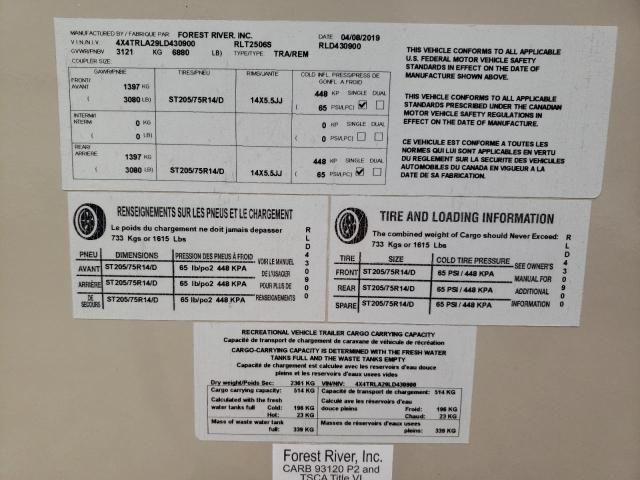 MANUFACTURED BY / FABRIQUE PAR FOREST RIVER, INC. DATE 04/08/2019
V.I.N./N.I.V. 4X4TRLA29LD430900 RLT2506S RLD430900
GVWR/PNBV 3121 KG 6880 LB) TYPE/TYPE: TRA/REM
COUPLER SIZE
GAWR/PNBE TIRES/PNEU RIMS/JANTE COLD INFL. PRESS/PRESS DE GONFL A FROID
FRONT/ AVANT 1397 KG 448 KP SINGLE DUAL
( 3080 LB) ST205/75R14/D 14X5.5JJ ( 65 PSI/LPC)
INTERM/ INTERM 0 KG 0 KP SINGLE DUAL
( 0 LB) ( 0 PSI/LPC)
REAR/ ARRIERE 1397 KG 448 KP SINGLE DUAL
( 3080 LB) ST205/75R14/D 14X5.5JJ ( 65 PSI/LPC)
THIS VEHICLE CONFORMS TO ALL APPLICABLE
U.S. FEDERAL MOTOR VEHICLE SAFETY
STANDARDS IN EFFECT ON THE DATE OF
MANUFACTURE SHOWN ABOVE.
THIS VEHICLE CONFORMS TO ALL APPLICABLE
STANDARDS PRESCRIBED UNDER THE CANADIAN
MOTOR VEHICLE SAFETY REGULATIONS IN
EFFECT ON THE DATE OF MANUFACTURE.
CE VEHICULE EST CONFORME A TOUTES LES
NORMES QUI LUI SONT APPLICABLES EN VERTU
DU REGLEMENT SUR LA SECURITE DES VEHICULES
AUTOMOBILES DU CANADA EN VIGUEUR A LA
DATE DE SA FABRICATION.
RENSEIGNEMENTS SUR LES PNEUS ET LE CHARGEMENT
Le poids du chargement ne doit jamais depasser
733 Kgs or 1615 Lbs
PNEU DIMENSIONS PRESSION DES PNEUS À FROID VOIR LE MANUEL
AVANT ST205/75R14/D 65 lb/po2 448 KPA DE L'USAGER
ARRIÈRE ST205/75R14/D 65 lb/po2 448 KPA POUR PLUS DE
DE SECOURS ST205/75R14/D 65 lb/po2 448 KPA RENSEIGNEMENTS
RLD430900
TIRE AND LOADING INFORMATION
The combined weight of Cargo should Never Exceed:
733 Kgs or 1615 Lbs
TIRE SIZE COLD TIRE PRESSURE SEE OWNER'S
FRONT ST205/75R14/D 65 PSI / 448 KPA MANUAL FOR
REAR ST205/75R14/D 65 PSI / 448 KPA ADDITIONAL
SPARE ST205/75R14/D 65 PSI / 448 KPA INFORMATION
RLD430900
RECREATIONAL VEHICLE TRAILER CARGO CARRYING CAPACITY
Capacité de transport du chargement de caravane de véhicule de récréation
CARGO-CARRYING CAPACITY IS DETERMINED WITH THE FRESH WATER
TANKS FULL AND THE WASTE TANKS EMPTY
Capacité de chargement est calculee avec les reservoirs d'eau douce
pleins et les reservoirs d'eaux usees vides
Dry weight/Poids Sec: 2361 KG VIN/NIV: 4X4TRLA29LD430900
Cargo carrying capacity: 514 KG Capacité de transport de chargement: 514 KG
Calculated with the fresh Calculé avec les réservoirs d'eau
water tanks full Cold: 196 KG douce pleins Froid: 196 KG
Hot: 23 KG Chaud: 23 KG
Mass of waste water tank Masses de réservoirs d'eaux usees
full: 339 KG pleins: 339 KG
Forest River, Inc.
CARB 93120 P2 and
TSCA Title VI